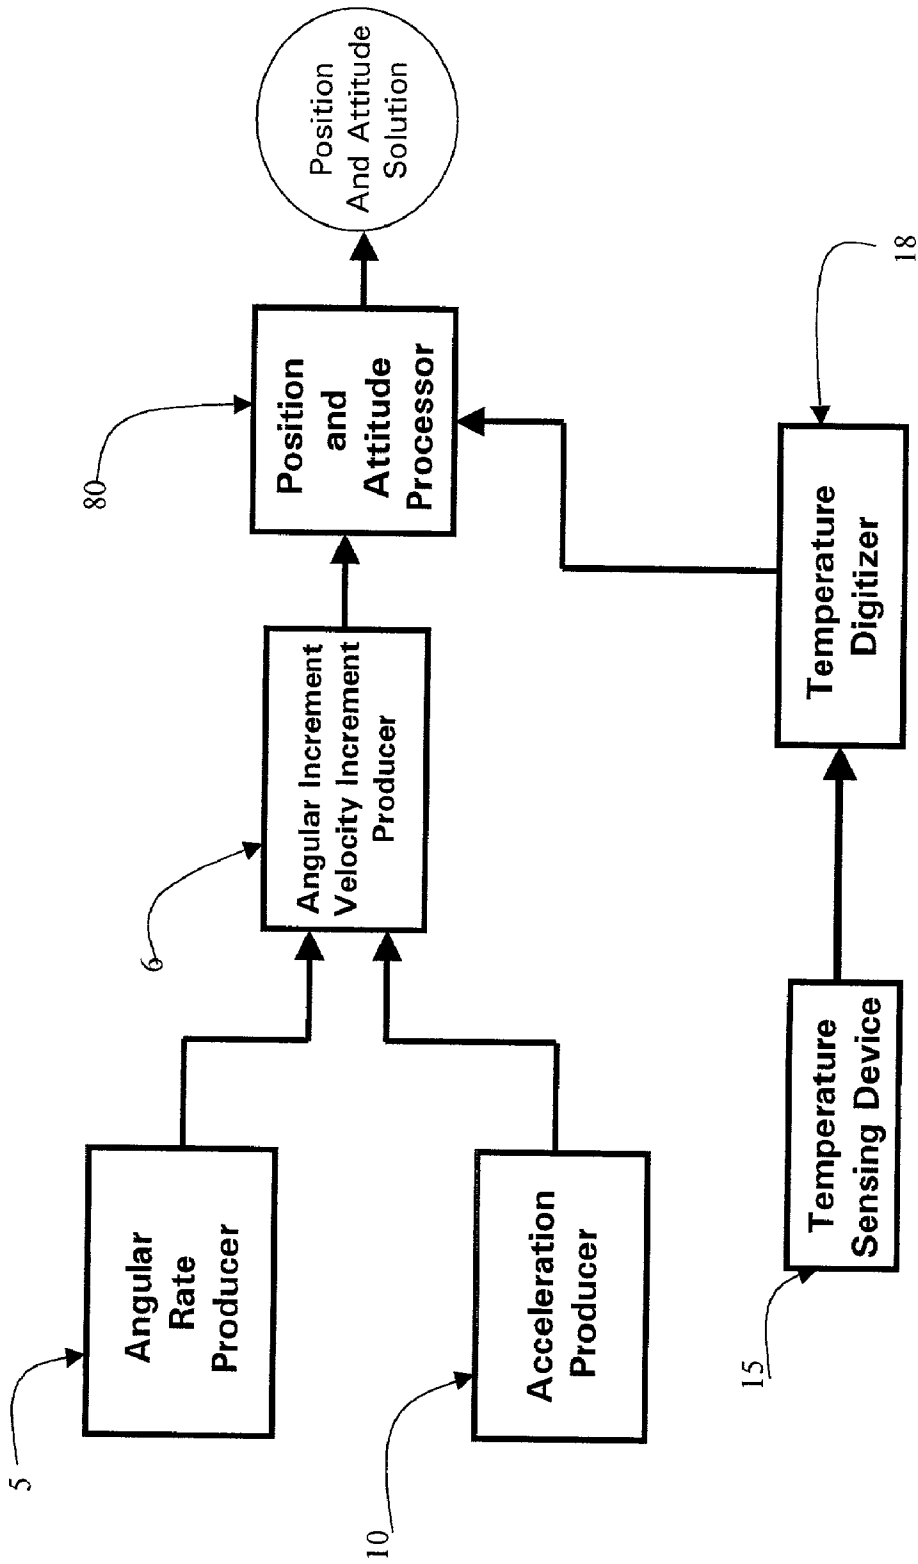 5
Angular
Rate
Producer
10
Acceleration
Producer
6
Angular Increment
Velocity Increment
Producer
80
Position
and
Attitude
Processor
Position
And Attitude
Solution
15
Temperature
Sensing Device
Temperature
Digitizer
18